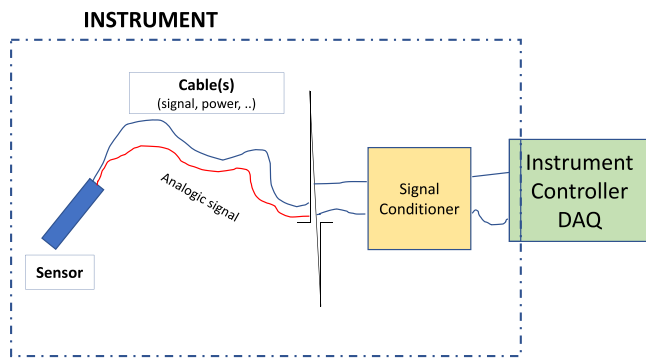 INSTRUMENT
Cable(s)
(signal, power, ..)
Analogic signal
Sensor
Signal
Conditioner
Instrument
Controller
DAQ